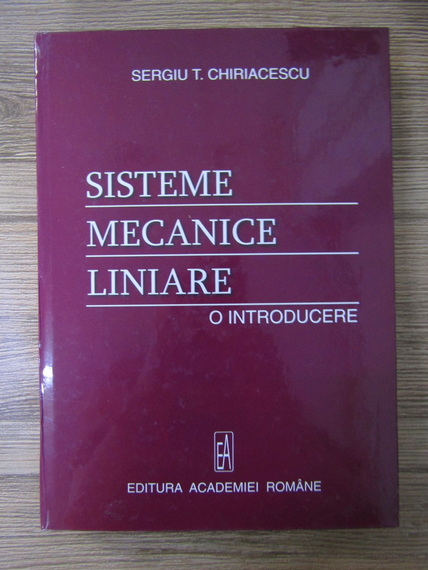 SERGIU T. CHIRIACESCU
SISTEME
MECANICE
LINIARE
O INTRODUCERE
EA
EDITURA ACADEMIEI ROMÂNE